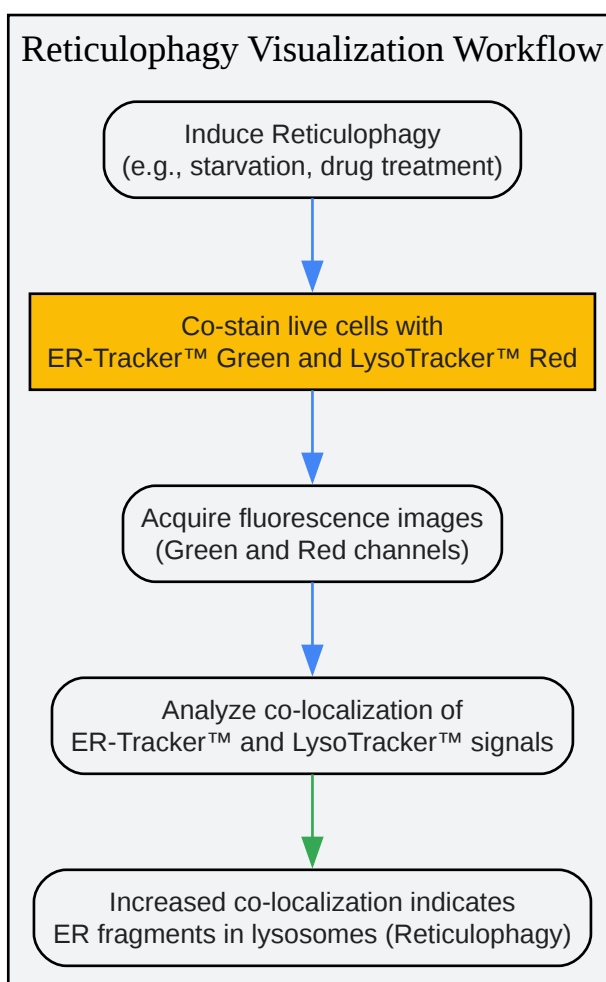 Reticulophagy Visualization Workflow
Induce Reticulophagy
(e.g., starvation, drug treatment)
Co-stain live cells with
ER-Tracker™ Green and LysoTracker™ Red
Acquire fluorescence images
(Green and Red channels)
Analyze co-localization of
ER-Tracker™ and LysoTracker™ signals
Increased co-localization indicates
ER fragments in lysosomes (Reticulophagy)